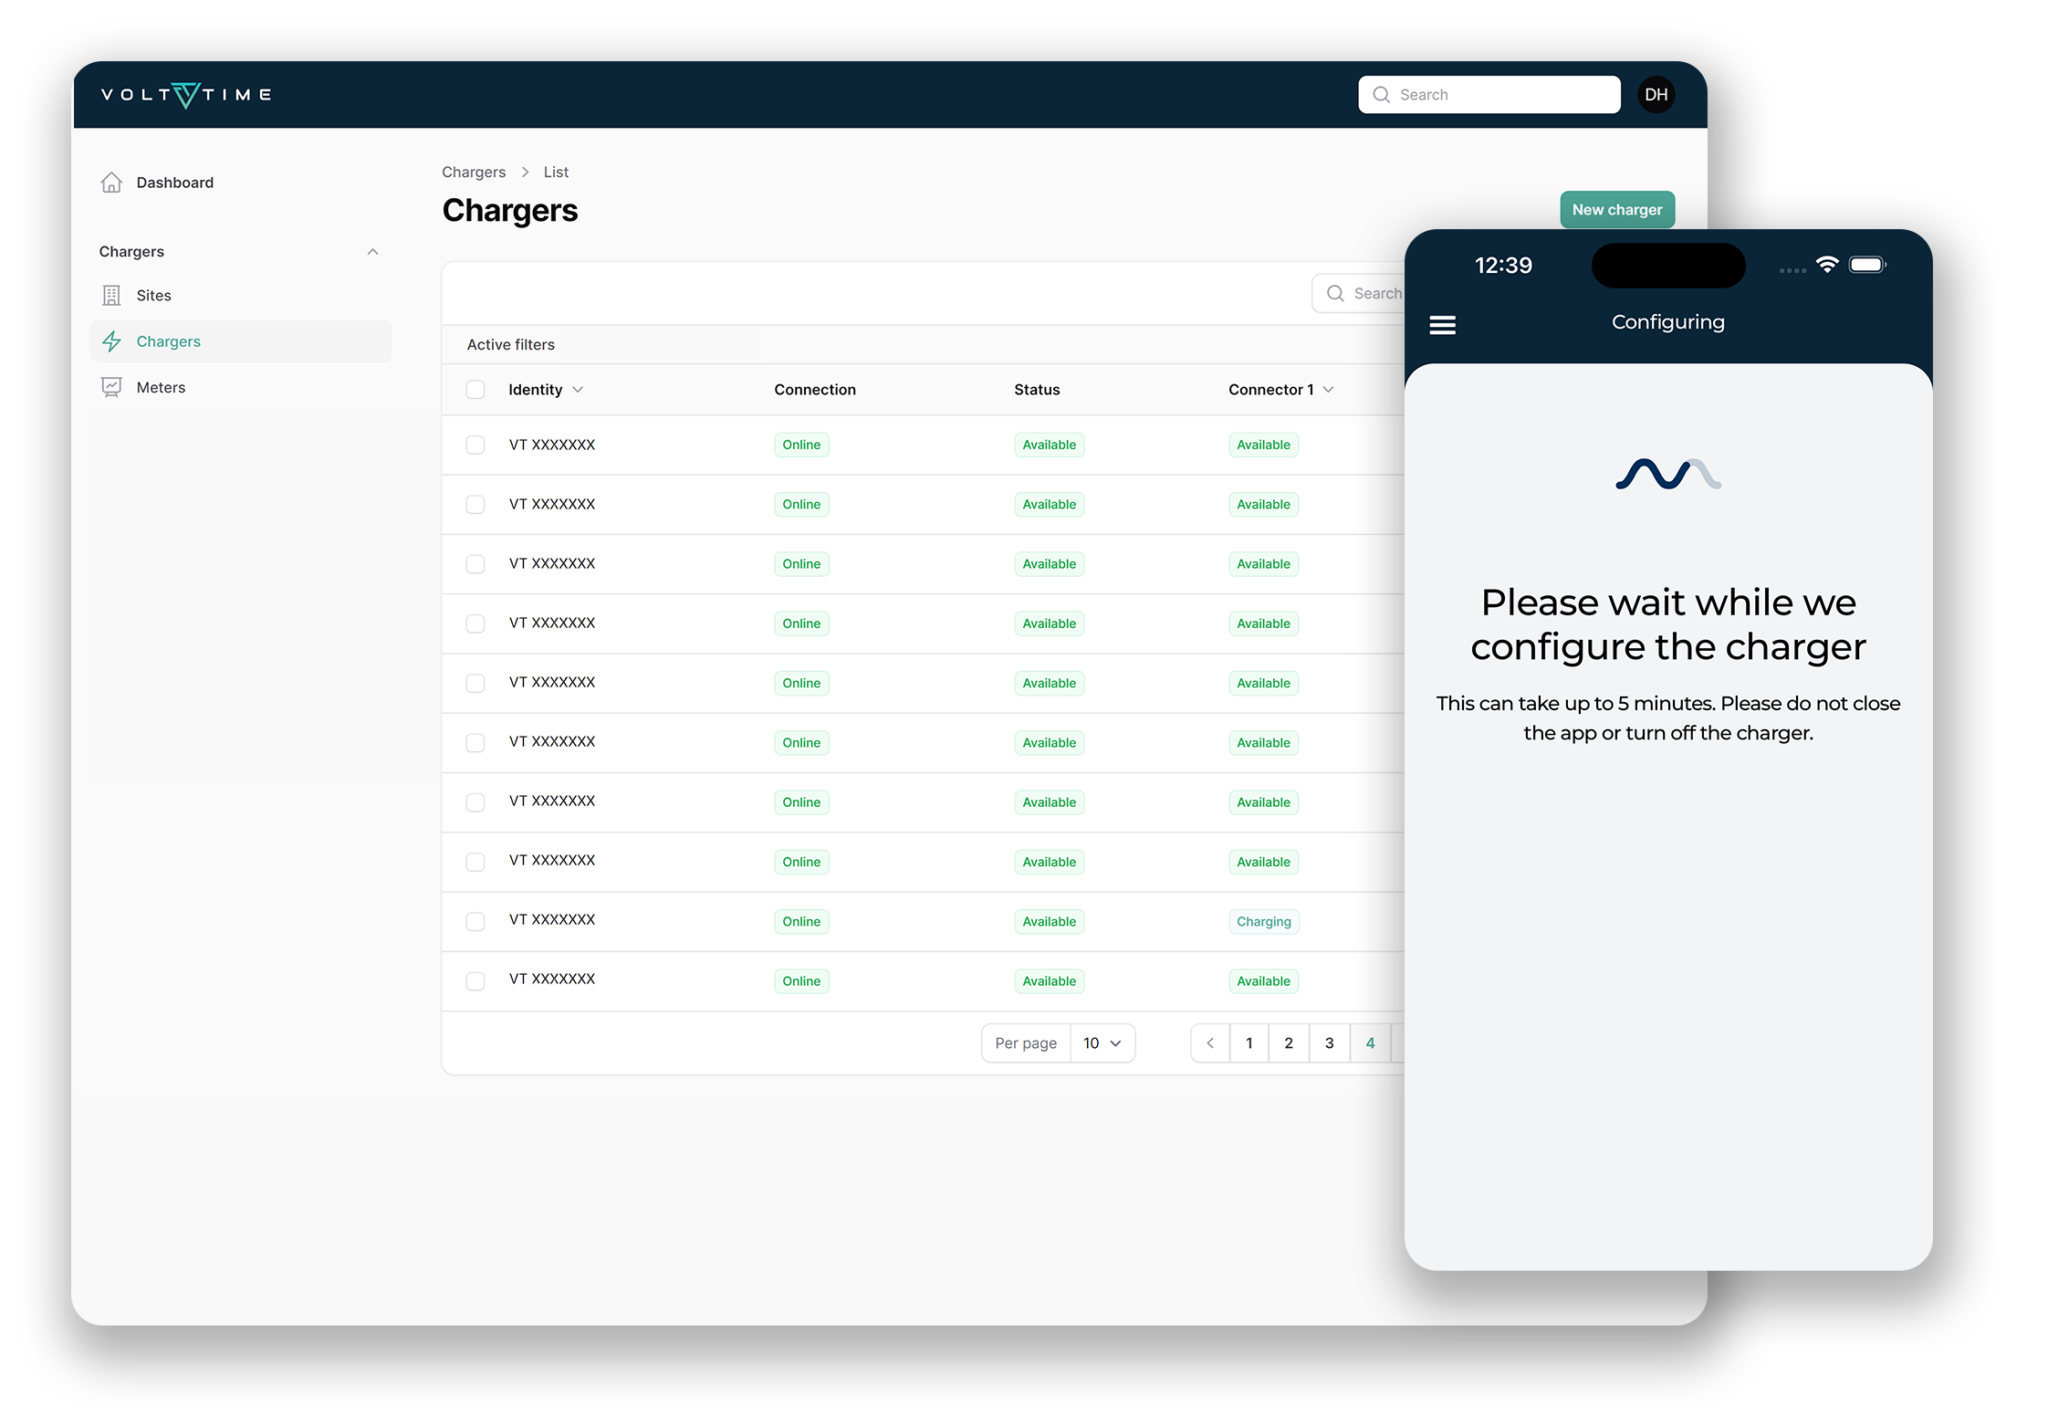 VOLTTIME
Search
DH
Dashboard
Chargers
Sites
Chargers
Meters
Chargers > List
Chargers
New charger
Search
Active filters
Identity Connection Status Connector 1
VT XXXXXXX Online Available Available
VT XXXXXXX Online Available Available
VT XXXXXXX Online Available Available
VT XXXXXXX Online Available Available
VT XXXXXXX Online Available Available
VT XXXXXXX Online Available Available
VT XXXXXXX Online Available Available
VT XXXXXXX Online Available Available
VT XXXXXXX Online Available Charging
VT XXXXXXX Online Available Available
Per page 10 1 2 3 4
12:39
Configuring
Please wait while we
configure the charger
This can take up to 5 minutes. Please do not close
the app or turn off the charger.